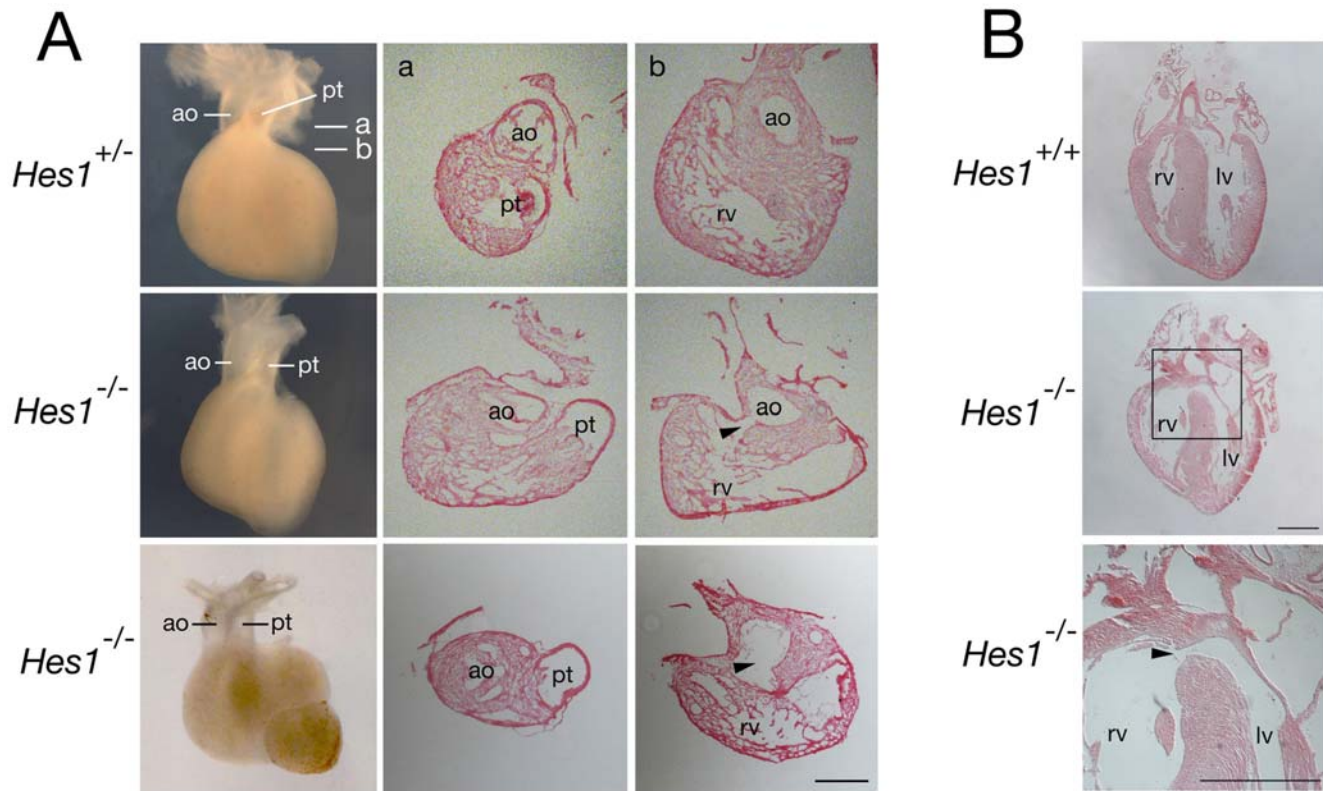 A
B
ao
pt
a
b
Hes1+/-
a
ao
pt
b
ao
rv
Hes1+/+
rv
lv
ao
pt
Hes1-/-
ao
pt
ao
rv
Hes1-/-
rv
lv
ao
pt
Hes1-/-
ao
pt
rv
Hes1-/-
rv
lv